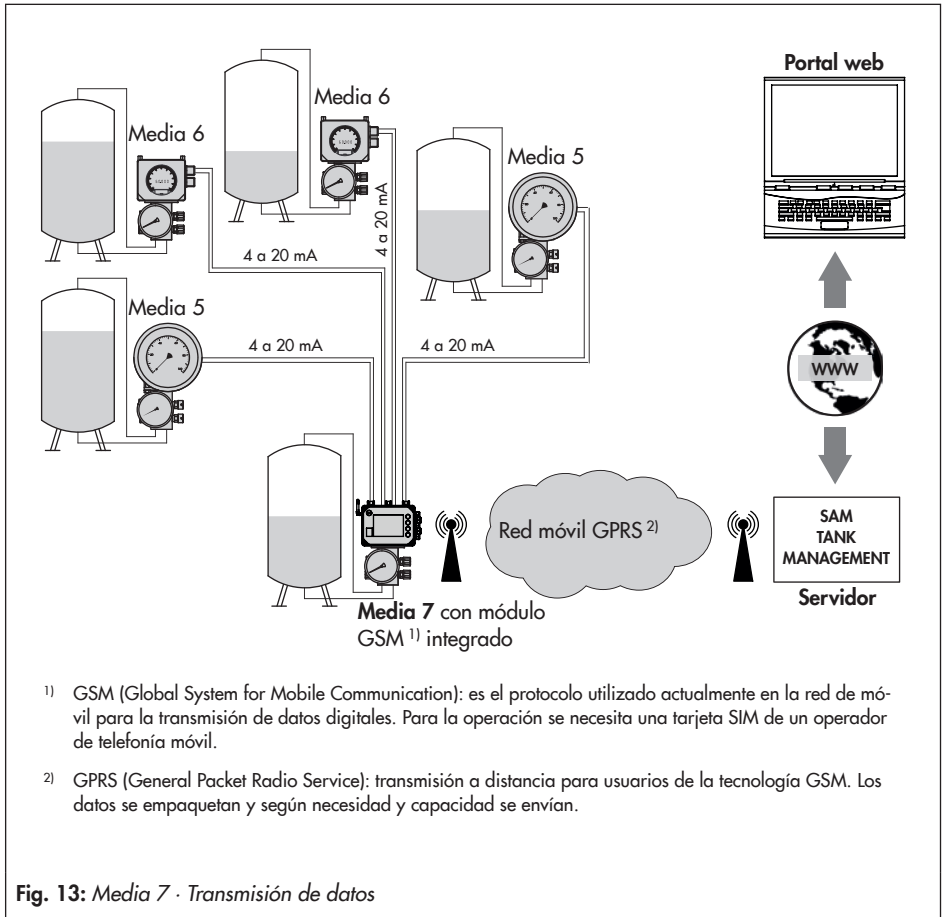 Portal web
Media 6
Media 6
Media 5
4 a 20 mA
4 a 20 mA
Media 5
4 a 20 mA
4 a 20 mA
WWW
Red móvil GPRS 2)
SAM
TANK
MANAGEMENT
Servidor
Media 7 con módulo
GSM 1) integrado
1) GSM (Global System for Mobile Communication): es el protocolo utilizado actualmente en la red de mó-
vil para la transmisión de datos digitales. Para la operación se necesita una tarjeta SIM de un operador
de telefonía móvil.
2) GPRS (General Packet Radio Service): transmisión a distancia para usuarios de la tecnología GSM. Los
datos se empaquetan y según necesidad y capacidad se envían.
Fig. 13: Media 7 · Transmisión de datos